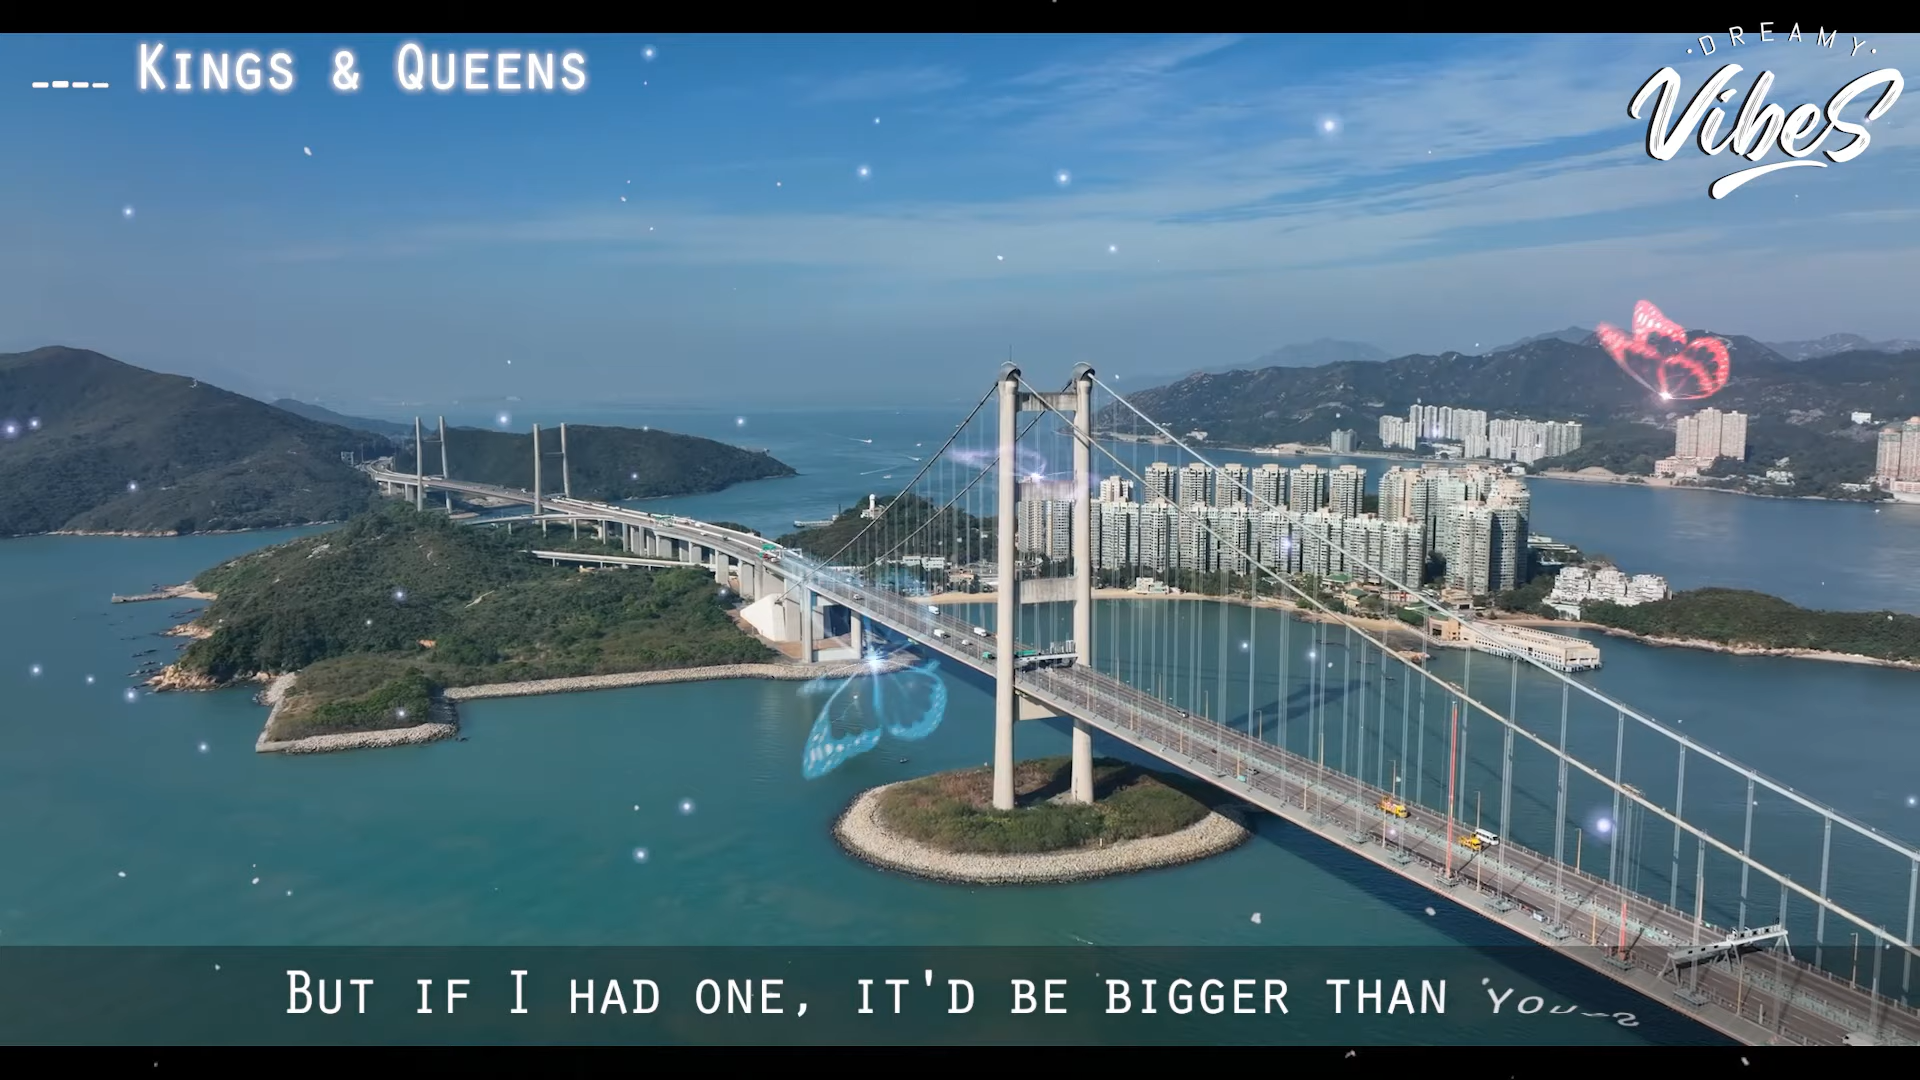 ---- Kings & Queens
·DREAMY·
Vibes
But if I had one, it'd be bigger than